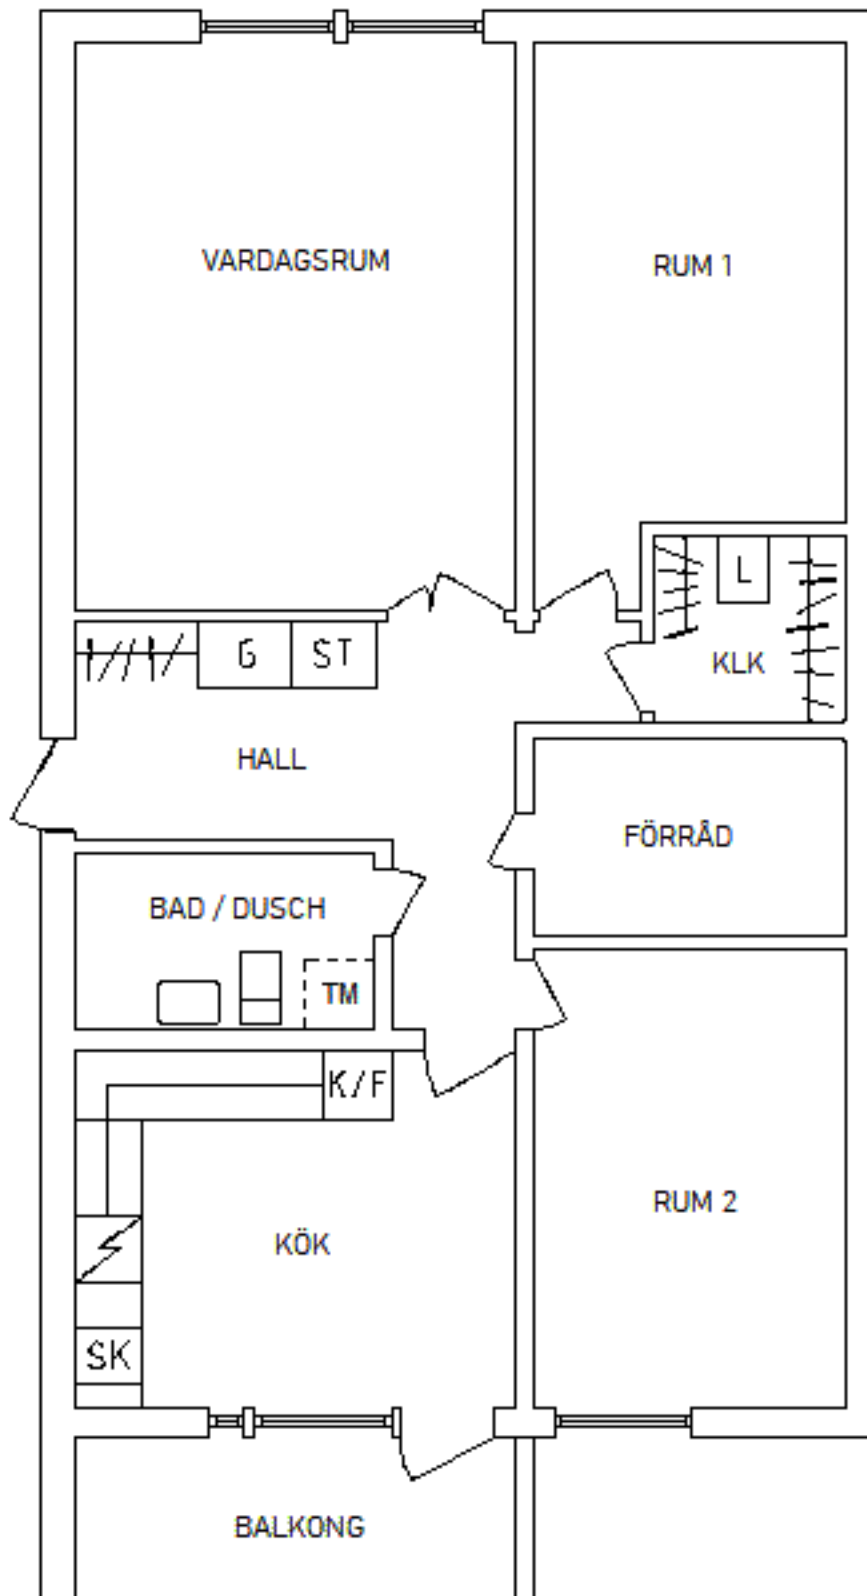 VARDAGSRUM
RUM 1
L
G
ST
KLK
HALL
FÖRRÅD
BAD / DUSCH
TM
K/F
RUM 2
KÖK
SK
BALKONG